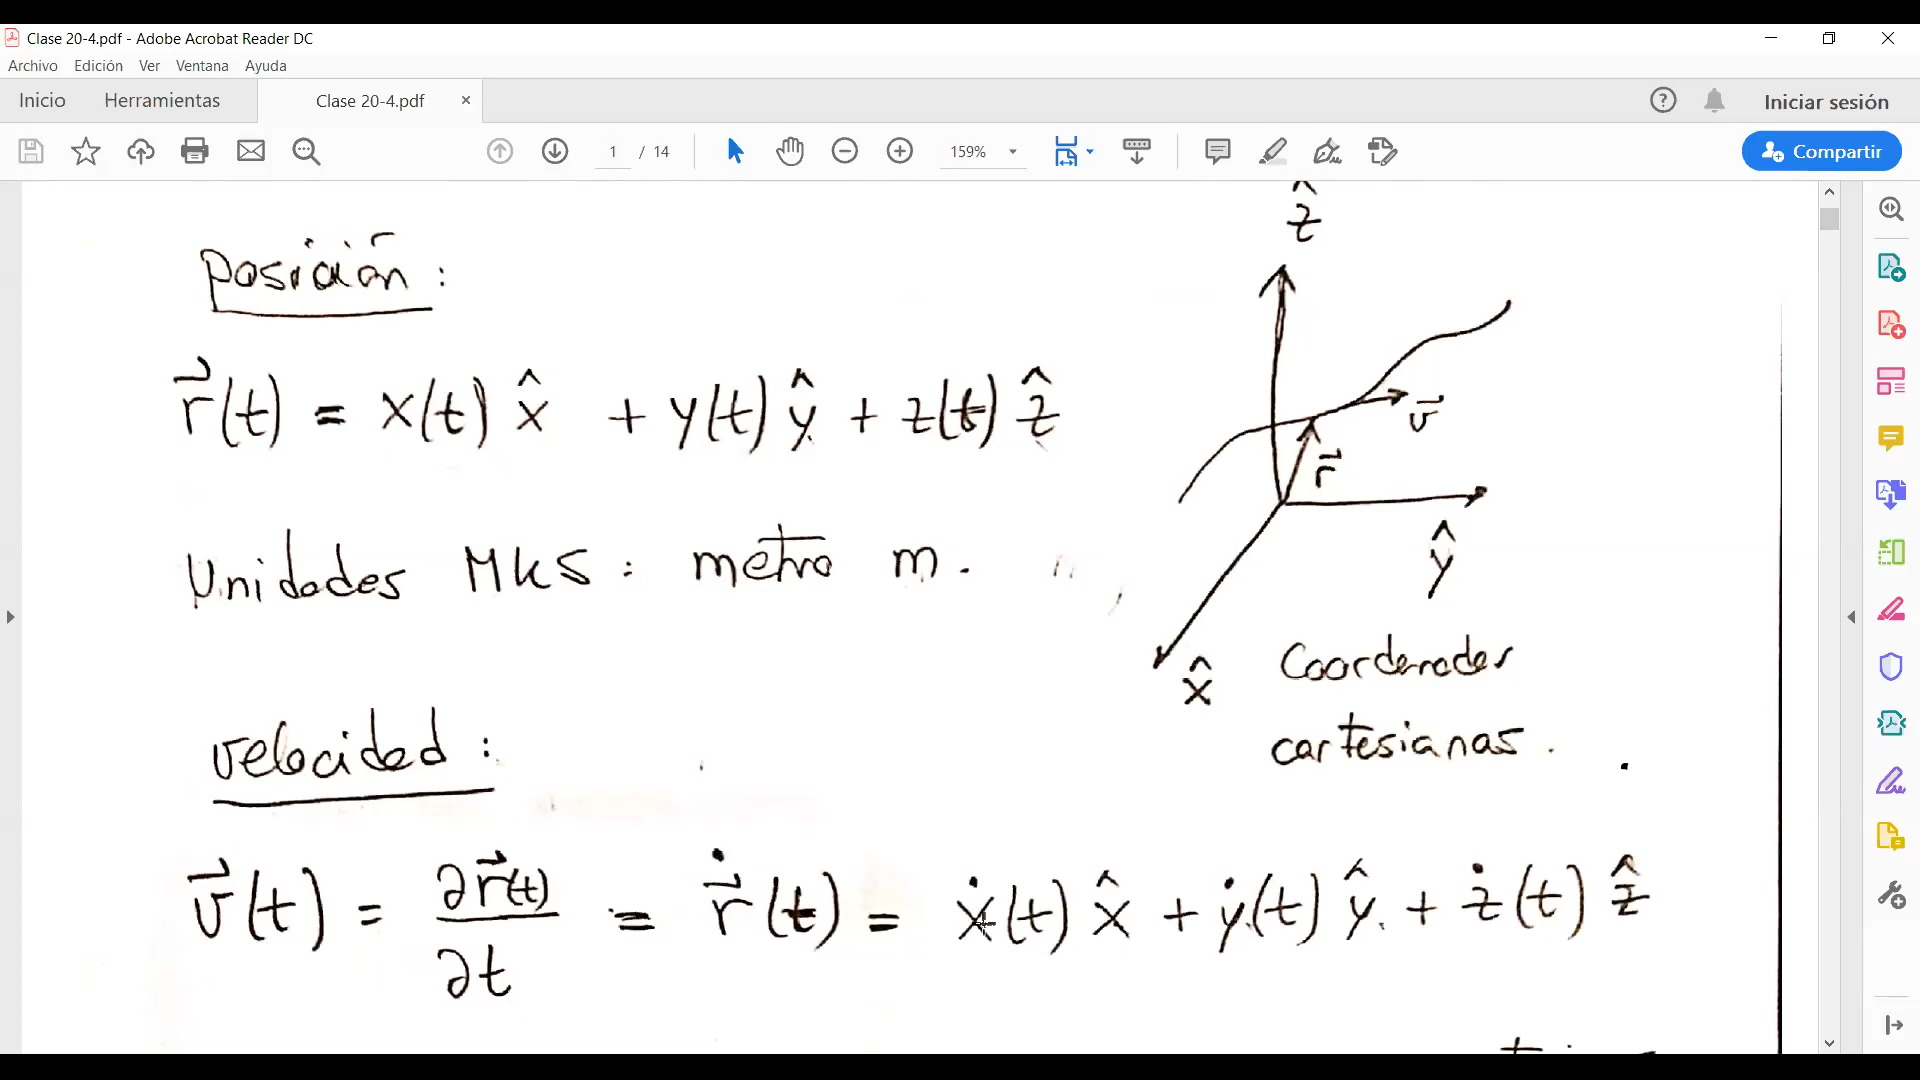 Clase 20-4.pdf - Adobe Acrobat Reader DC
Archivo Edición Ver Ventana Ayuda
Inicio Herramientas Clase 20-4.pdf × Iniciar sesión
1 / 14 159% Compartir
posición :
r⃗(t) = x(t) x̂ + y(t) ŷ + z(t) ẑ
Unidades MKS : metro m .
ẑ
v⃗
r⃗
ŷ
x̂
Coordenadas
cartesianas .
velocidad :
v⃗(t) = ∂r⃗(t)/∂t = ṙ⃗(t) = ẋ(t) x̂ + ẏ(t) ŷ + ż(t) ẑ